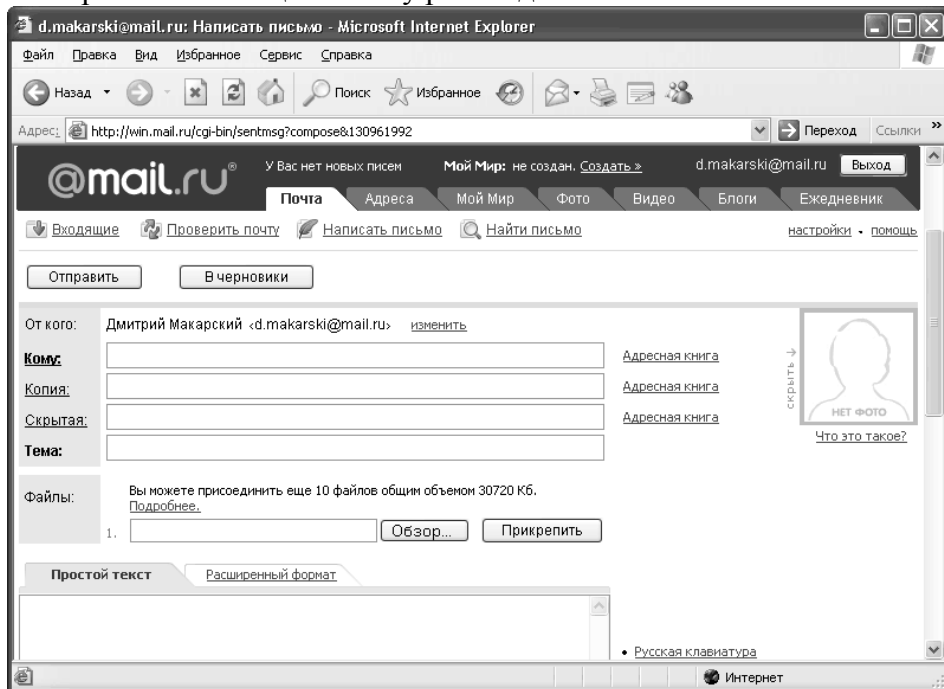 d.makarski@mail.ru: Написать письмо - Microsoft Internet Explorer
Файл Правка Вид Избранное Сервис Справка
Назад Поиск Избранное
Адрес: http://win.mail.ru/cgi-bin/sentmsg?compose&130961992 Переход Ссылки »
@mail.ru® У Вас нет новых писем Мой Мир: не создан. Создать » d.makarski@mail.ru Выход
Почта Адреса Мой Мир Фото Видео Блоги Ежедневник
Входящие Проверить почту Написать письмо Найти письмо настройки - помощь
Отправить В черновики
От кого: Дмитрий Макарский <d.makarski@mail.ru> изменить
Кому: Адресная книга
Копия: Адресная книга
скрыть
Скрытая: Адресная книга
НЕТ ФОТО
Что это такое?
Тема:
Файлы: Вы можете присоединить еще 10 файлов общим объемом 30720 Кб.
Подробнее.
1. Обзор... Прикрепить
Простой текст Расширенный формат
• Русская клавиатура
Интернет